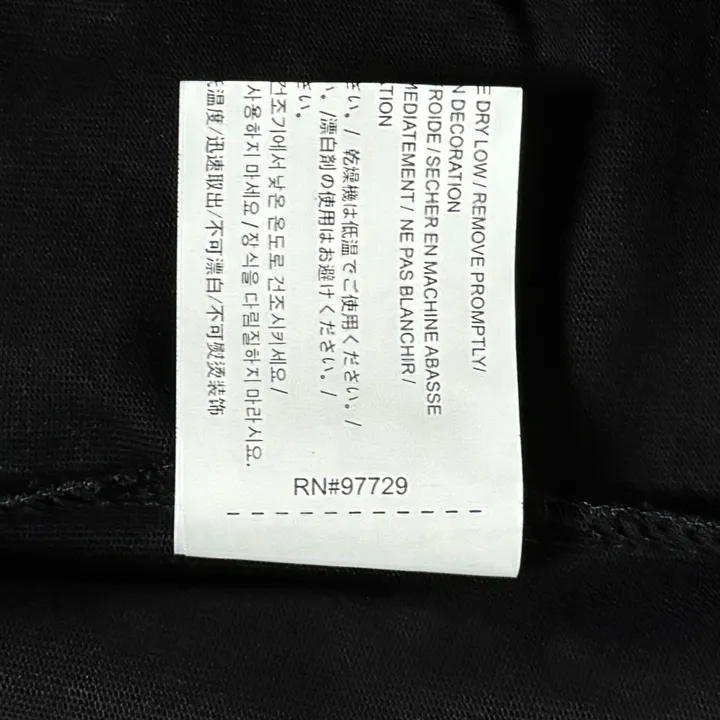 E DRY LOW / REMOVE PROMPTLY/
N DECORATION
ROIDE / SECHER EN MACHINE A BASSE
MEDIATEMENT / NE PAS BLANCHIR /
TION
さい。/ 乾燥機は低温でご使用ください。/
い。/漂白剤の使用はお避けください。/
さい。
건조기에서 낮은 온도로 건조시키세요 /
사용하지 마세요 / 장식을 다림질하지 마라시요.
温度/迅速取出/不可漂白/不可熨烫装饰
RN#97729